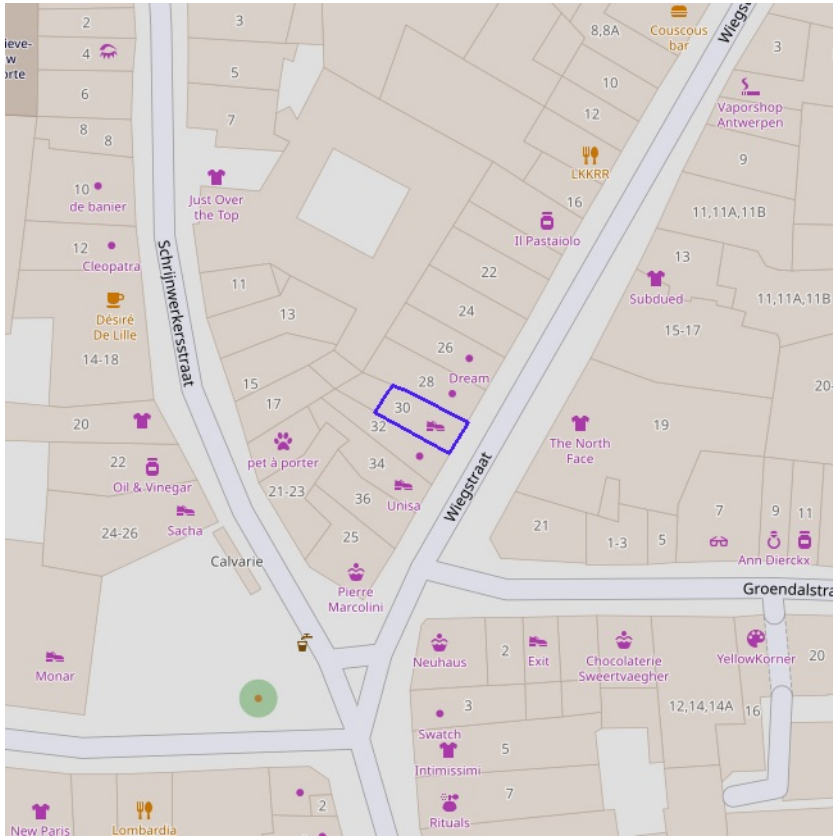 2
3
8,8A
Couscous
bar
Wiegstra
3
ieve-
w
orte
4
5
6
10
Vaporshop
Antwerpen
12
8
8
7
LKKRR
9
10
de banier
Just Over
the Top
16
11,11A,11B
Il Pastaiolo
12
Cleopatra
13
22
Schrijnwerkersstraat
11
Subdued
11,11A,11B
Désiré
De Lille
13
24
15-17
14-18
26
15
28
Dream
20-
17
30
20
32
19
The North
Face
22
Oil & Vinegar
pet à porter
34
Wiegstraat
21-23
36
Unisa
24-26
Sacha
25
21
1-3
5
7
9
11
Ann Dierckx
Calvarie
Pierre
Marcolini
Groendalstra
Monar
Neuhaus
2
Exit
Chocolaterie
Sweertvaegher
YellowKorner
20
3
12,14,14A
16
Swatch
5
Intimissimi
7
2
New Paris
Lombardia
Rituals